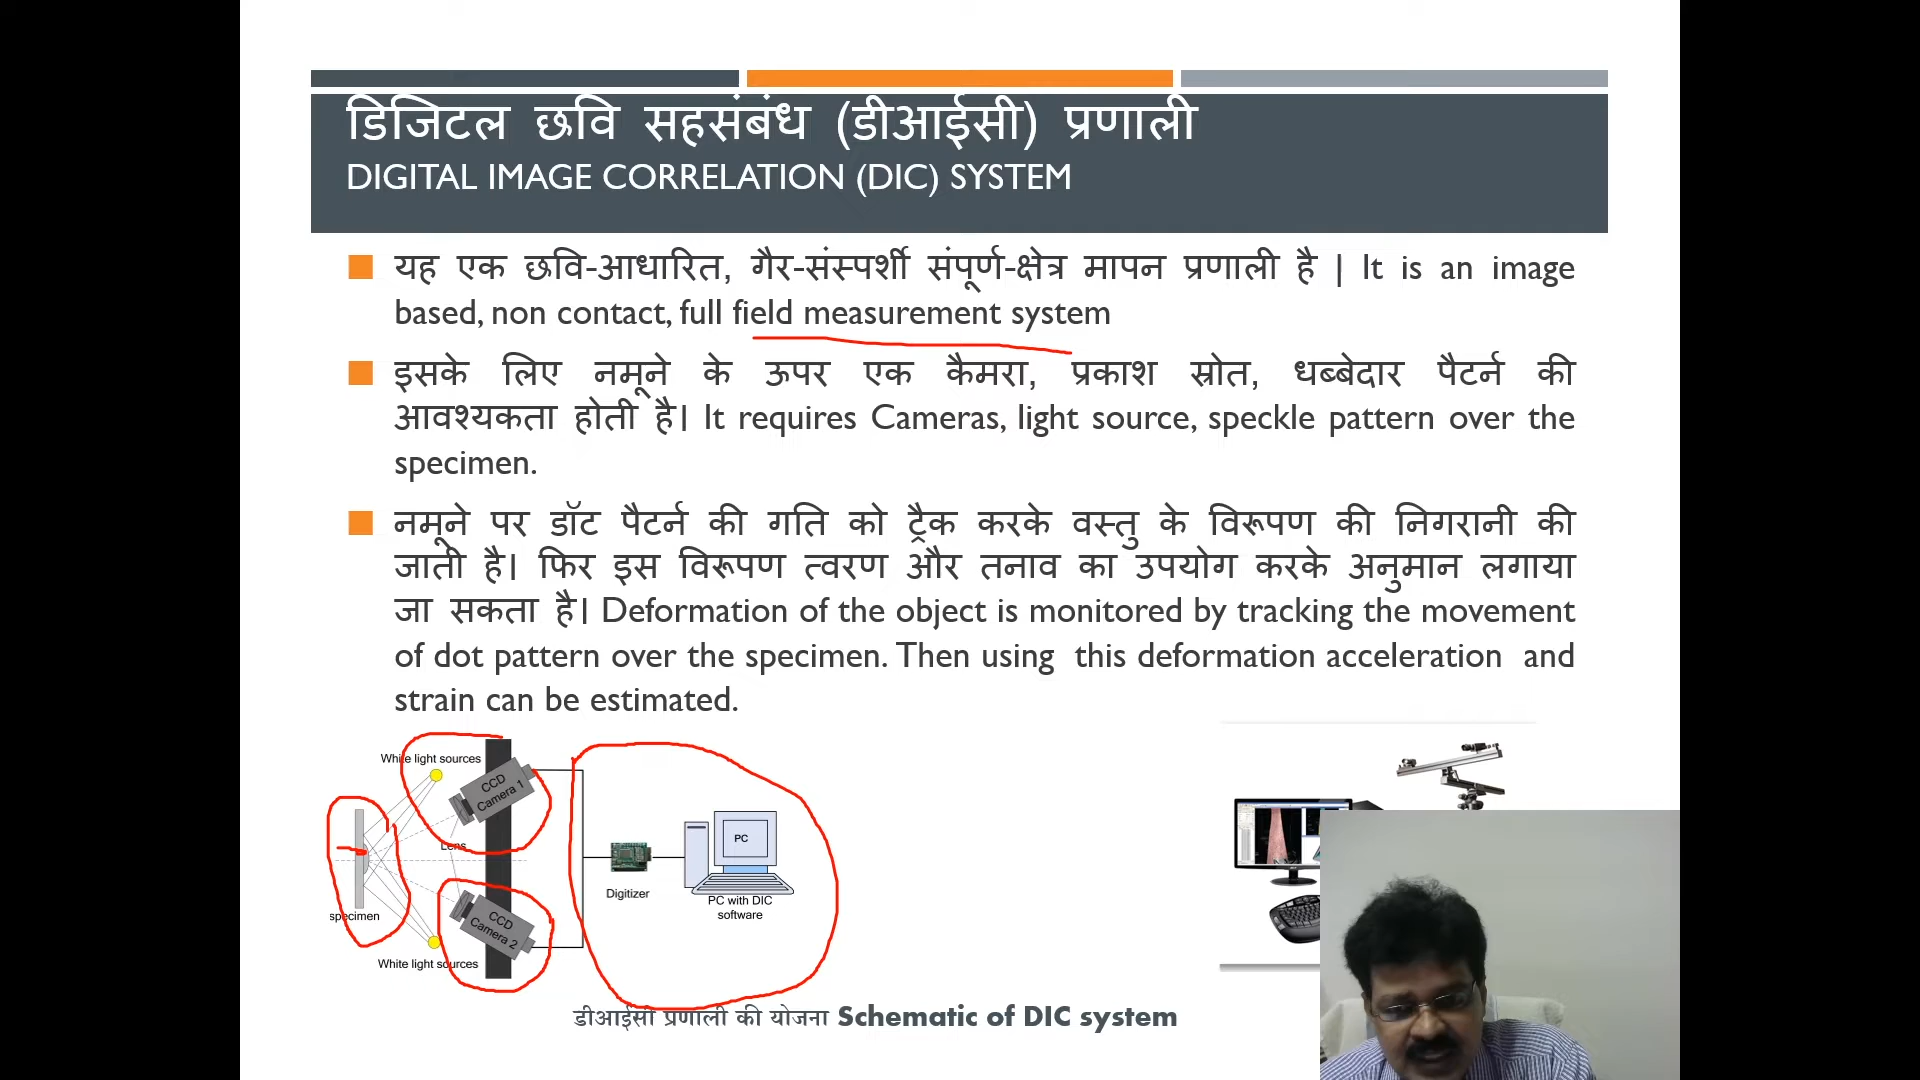 डिजिटल छवि सहसंबंध (डीआईसी) प्रणाली
DIGITAL IMAGE CORRELATION (DIC) SYSTEM
यह एक छवि-आधारित, गैर-संस्पर्शी संपूर्ण-क्षेत्र मापन प्रणाली है | It is an image
based, non contact, full field measurement system
इसके लिए नमूने के ऊपर एक कैमरा, प्रकाश स्रोत, धब्बेदार पैटर्न की
आवश्यकता होती है। It requires Cameras, light source, speckle pattern over the
specimen.
नमूने पर डॉट पैटर्न की गति को ट्रैक करके वस्तु के विरूपण की निगरानी की
जाती है। फिर इस विरूपण त्वरण और तनाव का उपयोग करके अनुमान लगाया
जा सकता है। Deformation of the object is monitored by tracking the movement
of dot pattern over the specimen. Then using this deformation acceleration and
strain can be estimated.
White light sources
CCD
Camera 1
Lens
PC
Digitizer
PC with DIC
software
specimen
CCD
Camera 2
White light sources
डीआईसी प्रणाली की योजना Schematic of DIC system